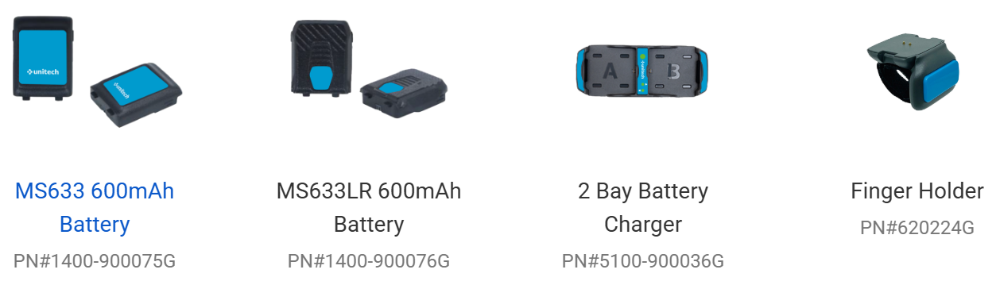 unitech
unitech
unitech
A
B
MS633 600mAh
Battery
PN#1400-900075G
MS633LR 600mAh
Battery
PN#1400-900076G
2 Bay Battery
Charger
PN#5100-900036G
Finger Holder
PN#620224G